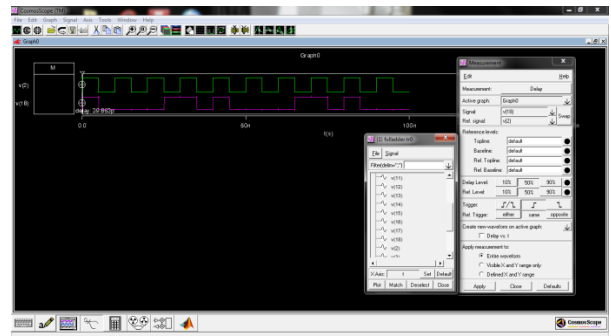 CosmosScope (TM)
File Edit Graph Signal Axis Tools Window Help
Graph0
Graph0
M
v(2)
v(18)
0.0
50n
100n
t(s)
File Signal
v(11)
v(12)
v(13)
v(14)
v(15)
v(16)
v(17)
v(18)
v(2)
X Axis: t Set Default
Plot Match Deselect Close
Measurement
Edit Help
Measurement: Delay
Active graph: Graph0
Signal v(18)
Ref. signal: v(2)
Swap
Reference levels:
Topline: default
Baseline: default
Ref. Topline: default
Ref. Baseline: default
Delay Level: 10% 50% 90%
Ref. Level: 10% 50% 90%
Trigger:
Ref. Trigger: either same opposite
Create new waveform on active graph:
Delay vs. t
Apply measurement to:
Entire waveform
Visible X and Y range only
Defined X and Y range
Apply Close Defaults
CosmosScope